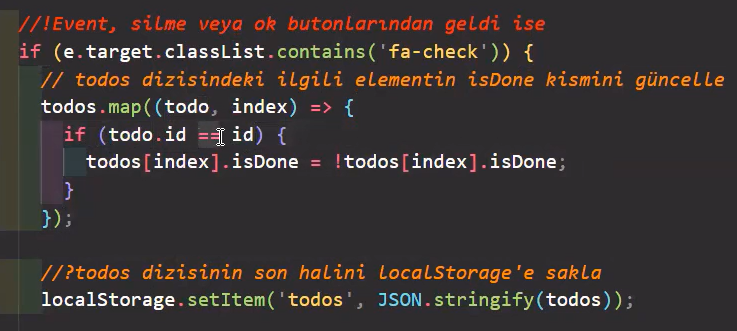 //!Event, silme veya ok butonlarından geldi ise
if (e.target.classList.contains('fa-check')) {
// todos dizisindeki ilgili elementin isDone kismini güncelle
todos.map((todo, index) => {
if (todo.id == id) {
todos[index].isDone = !todos[index].isDone;
}
});
//?todos dizisinin son halini localStorage'e sakla
localStorage.setItem('todos', JSON.stringify(todos));